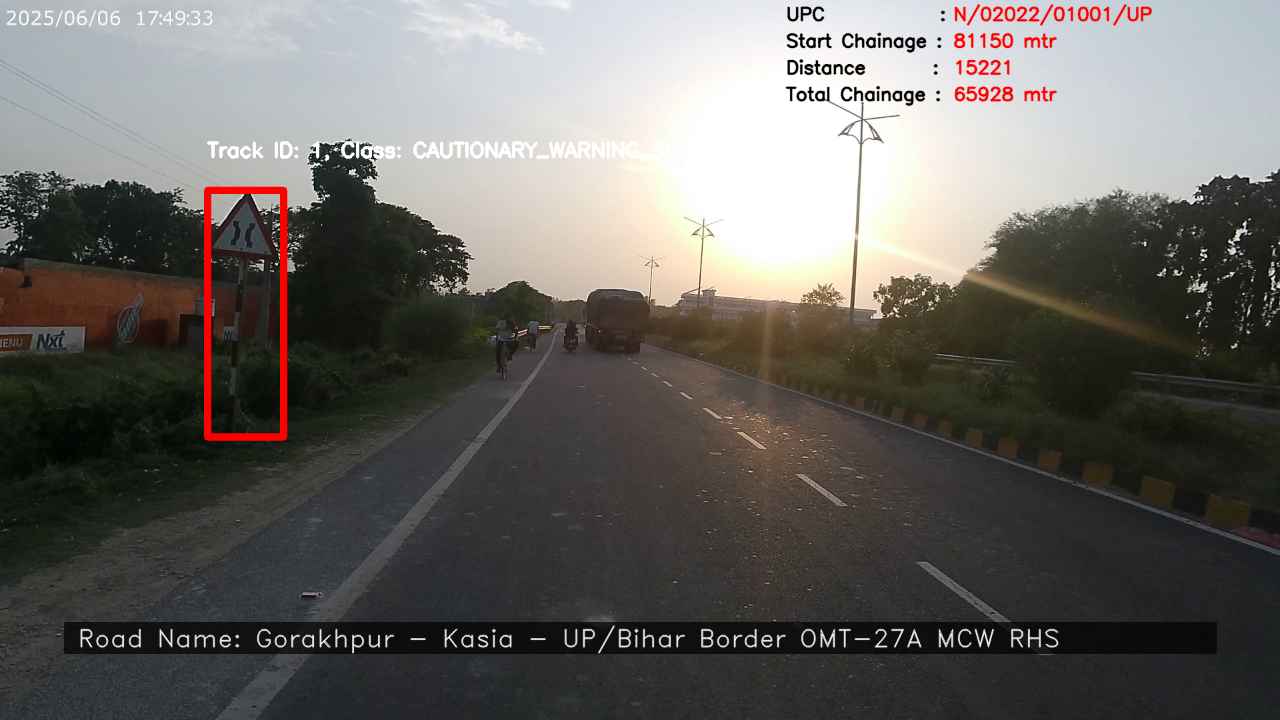 2025/06/06 17:49:33
UPC : N/02022/01001/UP
Start Chainage : 81150 mtr
Distance : 15221
Total Chainage : 65928 mtr
Track ID: 1, Class: CAUTIONARY_WARNING_
MENU Nxt
Road Name: Gorakhpur - Kasia - UP/Bihar Border OMT-27A MCW RHS